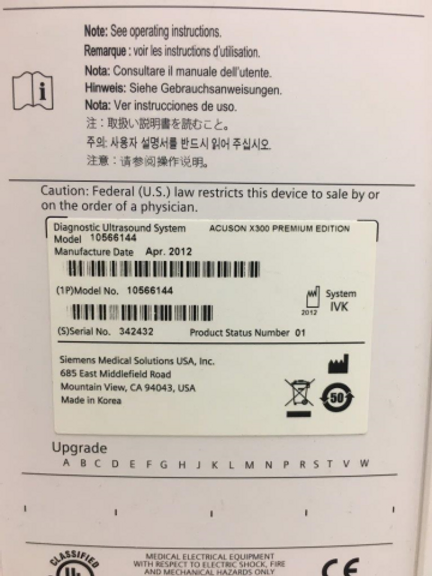 Note: See operating instructions.
Remarque : voir les instructions d'utilisation.
Nota: Consultare il manuale dell'utente.
Hinweis: Siehe Gebrauchsanweisungen.
Nota: Ver instrucciones de uso.
注：取扱い説明書を読むこと。
주의: 사용자 설명서를 반드시 읽어 주십시오.
注意：请参阅操作说明。
Caution: Federal (U.S.) law restricts this device to sale by or
on the order of a physician.
Diagnostic Ultrasound System ACUSON X300 PREMIUM EDITION
Model 10566144
Manufacture Date Apr. 2012
(1P)Model No. 10566144
2012
System
IVK
(S)Serial No. 342432 Product Status Number 01
Siemens Medical Solutions USA, Inc.
685 East Middlefield Road
Mountain View, CA 94043, USA
Made in Korea
50
Upgrade
A B C D E F G H J K L M N P R S T V W
CLASSIFIED
UL
MEDICAL ELECTRICAL EQUIPMENT
WITH RESPECT TO ELECTRIC SHOCK, FIRE
AND MECHANICAL HAZARDS ONLY
CE